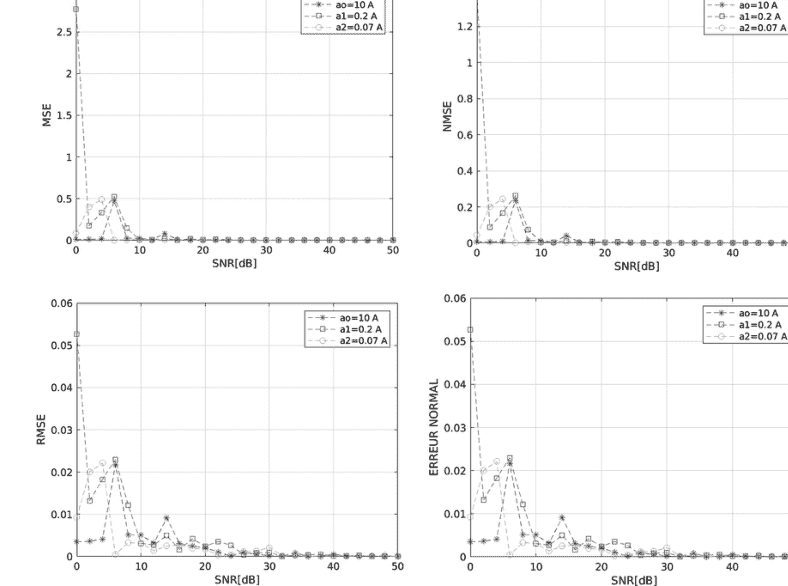 ao=10 A
a1=0.2 A
a2=0.07 A
2.5
2
1.5
1
0.5
0
MSE
0 10 20 30 40 50
SNR[dB]
ao=10 A
a1=0.2 A
a2=0.07 A
1.2
1
0.8
0.6
0.4
0.2
0
NMSE
0 10 20 30 40
SNR[dB]
ao=10 A
a1=0.2 A
a2=0.07 A
0.06
0.05
0.04
0.03
0.02
0.01
0
RMSE
0 10 20 30 40 50
SNR[dB]
ao=10 A
a1=0.2 A
a2=0.07 A
0.06
0.05
0.04
0.03
0.02
0.01
0
ERREUR NORMAL
0 10 20 30 40
SNR[dB]